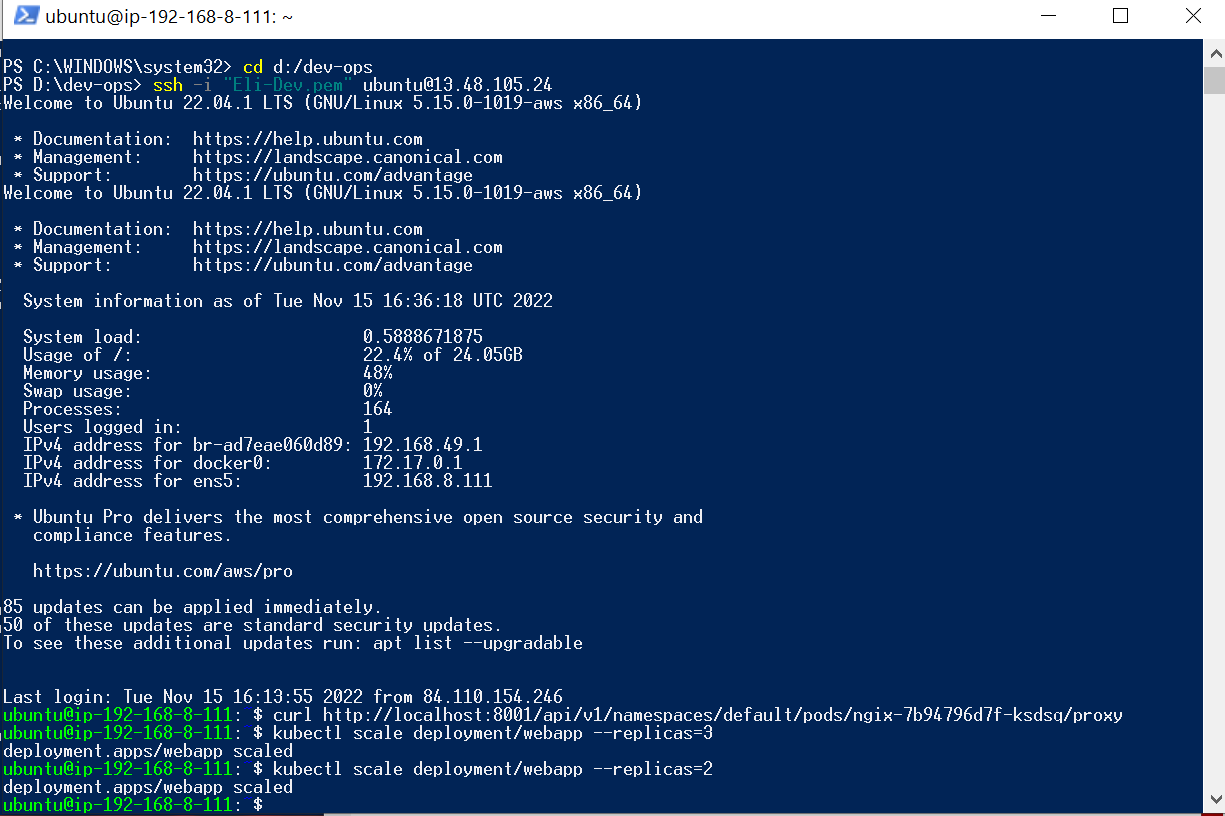 ubuntu@ip-192-168-8-111: ~
PS C:\WINDOWS\system32> cd d:/dev-ops
PS D:\dev-ops> ssh -i "Eli-Dev.pem" ubuntu@13.48.105.24
Welcome to Ubuntu 22.04.1 LTS (GNU/Linux 5.15.0-1019-aws x86_64)
* Documentation:  https://help.ubuntu.com
* Management:     https://landscape.canonical.com
* Support:        https://ubuntu.com/advantage
Welcome to Ubuntu 22.04.1 LTS (GNU/Linux 5.15.0-1019-aws x86_64)
* Documentation:  https://help.ubuntu.com
* Management:     https://landscape.canonical.com
* Support:        https://ubuntu.com/advantage
System information as of Tue Nov 15 16:36:18 UTC 2022
System load:                      0.5888671875
Usage of /:                       22.4% of 24.05GB
Memory usage:                     48%
Swap usage:                       0%
Processes:                        164
Users logged in:                  1
IPv4 address for br-ad7eae060d89: 192.168.49.1
IPv4 address for docker0:         172.17.0.1
IPv4 address for ens5:            192.168.8.111
* Ubuntu Pro delivers the most comprehensive open source security and
compliance features.
https://ubuntu.com/aws/pro
85 updates can be applied immediately.
50 of these updates are standard security updates.
To see these additional updates run: apt list --upgradable
Last login: Tue Nov 15 16:13:55 2022 from 84.110.154.246
ubuntu@ip-192-168-8-111:~$ curl http://localhost:8001/api/v1/namespaces/default/pods/ngix-7b94796d7f-ksdsq/proxy
ubuntu@ip-192-168-8-111:~$ kubectl scale deployment/webapp --replicas=3
deployment.apps/webapp scaled
ubuntu@ip-192-168-8-111:~$ kubectl scale deployment/webapp --replicas=2
deployment.apps/webapp scaled
ubuntu@ip-192-168-8-111:~$